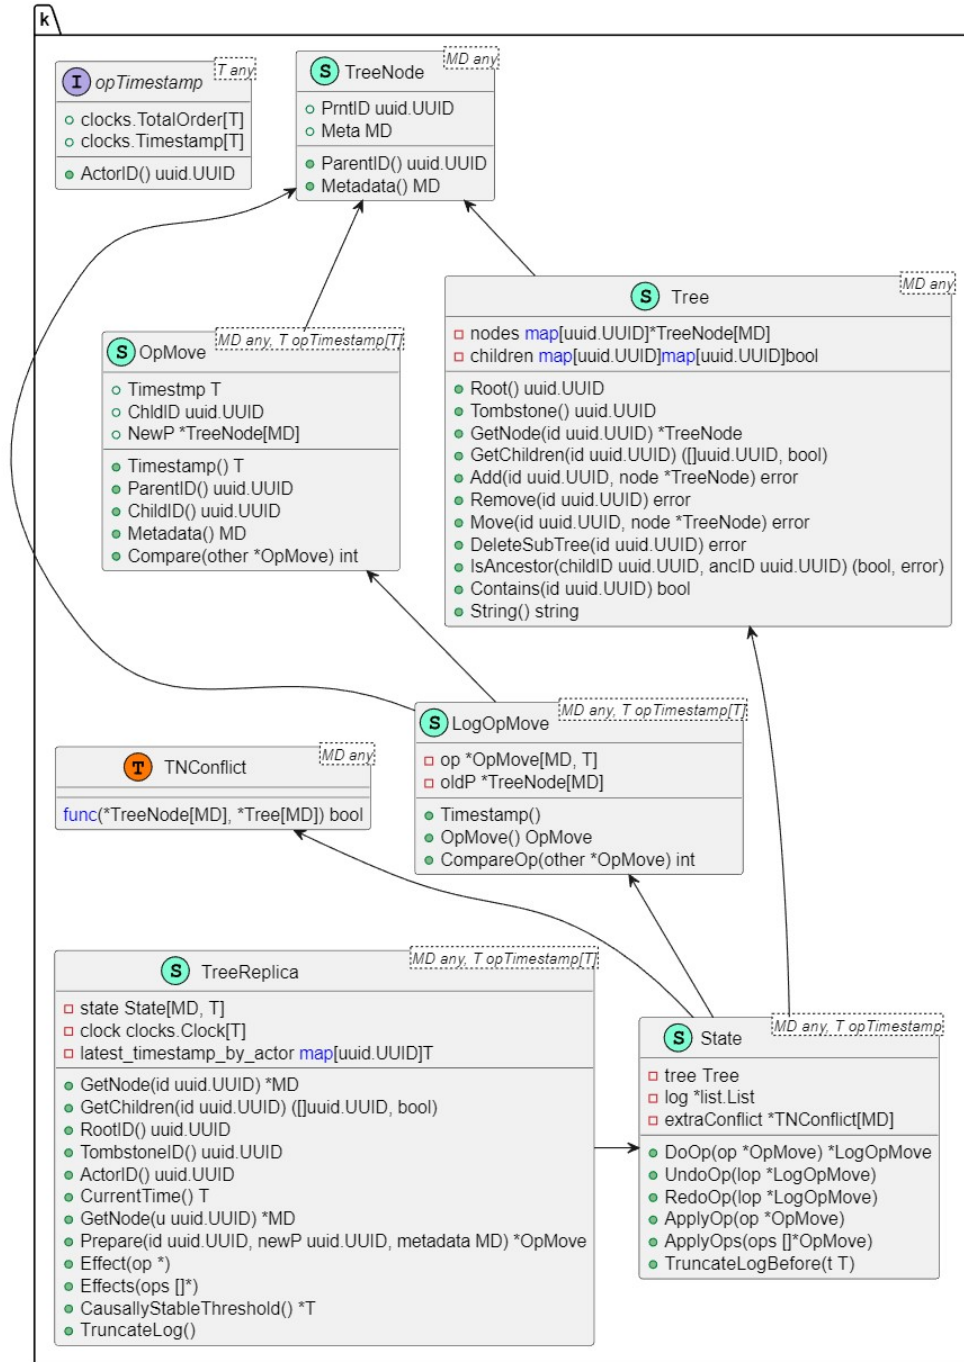 k
I opTimestamp
T any
clocks.TotalOrder[T]
clocks.Timestamp[T]
ActorID() uuid.UUID
S TreeNode
MD any
PrntID uuid.UUID
Meta MD
ParentID() uuid.UUID
Metadata() MD
S Tree
MD any
nodes map[uuid.UUID]*TreeNode[MD]
children map[uuid.UUID]map[uuid.UUID]bool
Root() uuid.UUID
Tombstone() uuid.UUID
GetNode(id uuid.UUID) *TreeNode
GetChildren(id uuid.UUID) ([]uuid.UUID, bool)
Add(id uuid.UUID, node *TreeNode) error
Remove(id uuid.UUID) error
Move(id uuid.UUID, node *TreeNode) error
DeleteSubTree(id uuid.UUID) error
IsAncestor(childID uuid.UUID, ancID uuid.UUID) (bool, error)
Contains(id uuid.UUID) bool
String() string
S OpMove
MD any, T opTimestamp[T]
Timestmp T
ChldID uuid.UUID
NewP *TreeNode[MD]
Timestamp() T
ParentID() uuid.UUID
ChildID() uuid.UUID
Metadata() MD
Compare(other *OpMove) int
S LogOpMove
MD any, T opTimestamp[T]
op *OpMove[MD, T]
oldP *TreeNode[MD]
Timestamp()
OpMove() OpMove
CompareOp(other *OpMove) int
T TNConflict
MD any
func(*TreeNode[MD], *Tree[MD]) bool
S TreeReplica
MD any, T opTimestamp[T]
state State[MD, T]
clock clocks.Clock[T]
latest_timestamp_by_actor map[uuid.UUID]T
GetNode(id uuid.UUID) *MD
GetChildren(id uuid.UUID) ([]uuid.UUID, bool)
RootID() uuid.UUID
TombstoneID() uuid.UUID
ActorID() uuid.UUID
CurrentTime() T
GetNode(u uuid.UUID) *MD
Prepare(id uuid.UUID, newP uuid.UUID, metadata MD) *OpMove
Effect(op *)
Effects(ops []*)
CausallyStableThreshold() *T
TruncateLog()
S State
MD any, T opTimestamp
tree Tree
log *list.List
extraConflict *TNConflict[MD]
DoOp(op *OpMove) *LogOpMove
UndoOp(lop *LogOpMove)
RedoOp(lop *LogOpMove)
ApplyOp(op *OpMove)
ApplyOps(ops []*OpMove)
TruncateLogBefore(t T)